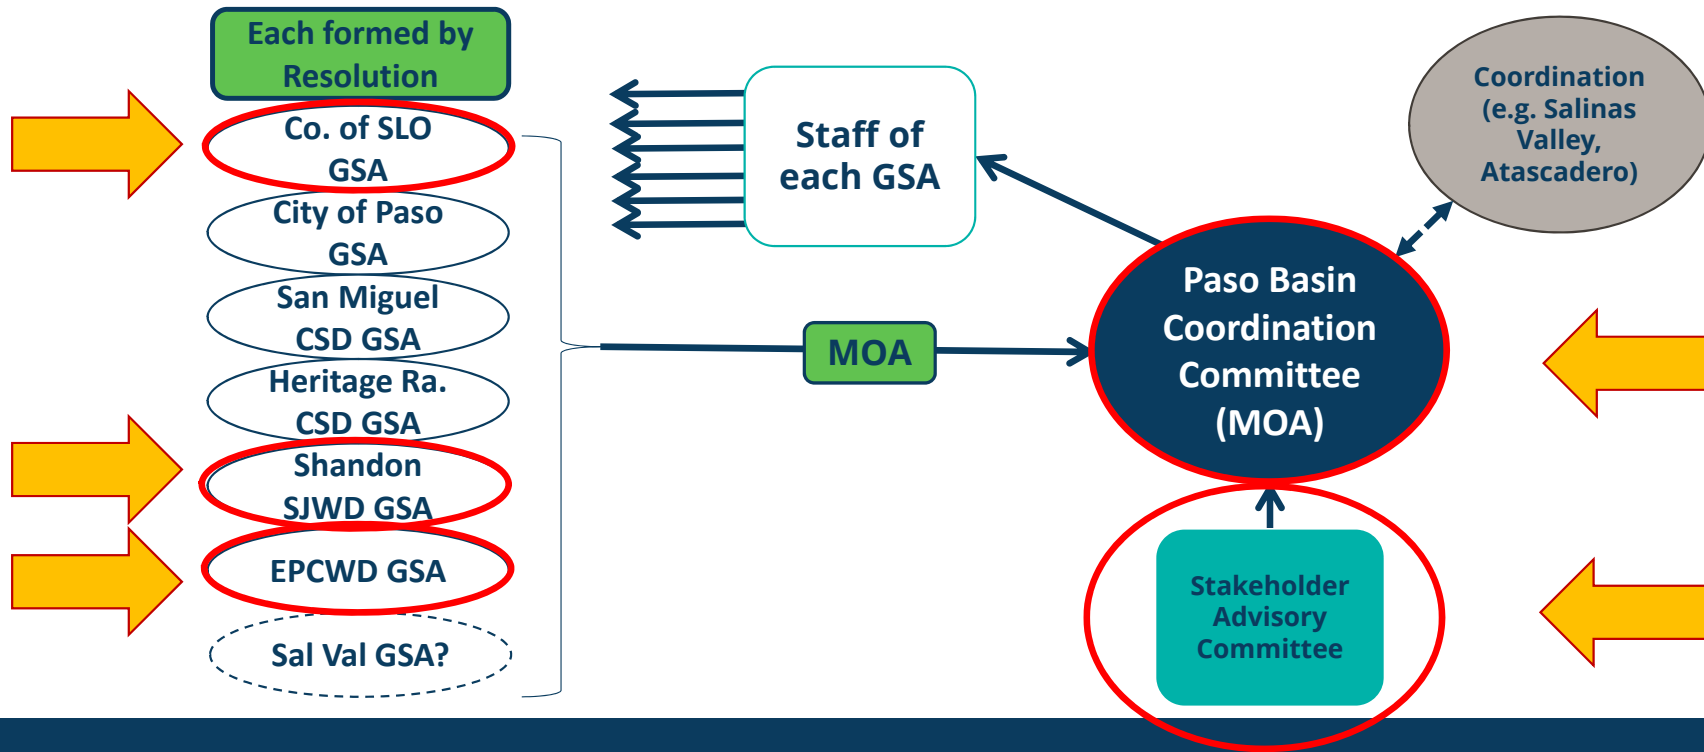 Each formed by
Resolution
Co. of SLO
GSA
City of Paso
GSA
San Miguel
CSD GSA
Heritage Ra.
CSD GSA
Shandon
SJWD GSA
EPCWD GSA
Sal Val GSA?
Staff of
each GSA
MOA
Coordination
(e.g. Salinas
Valley,
Atascadero)
Paso Basin
Coordination
Committee
(MOA)
Stakeholder
Advisory
Committee